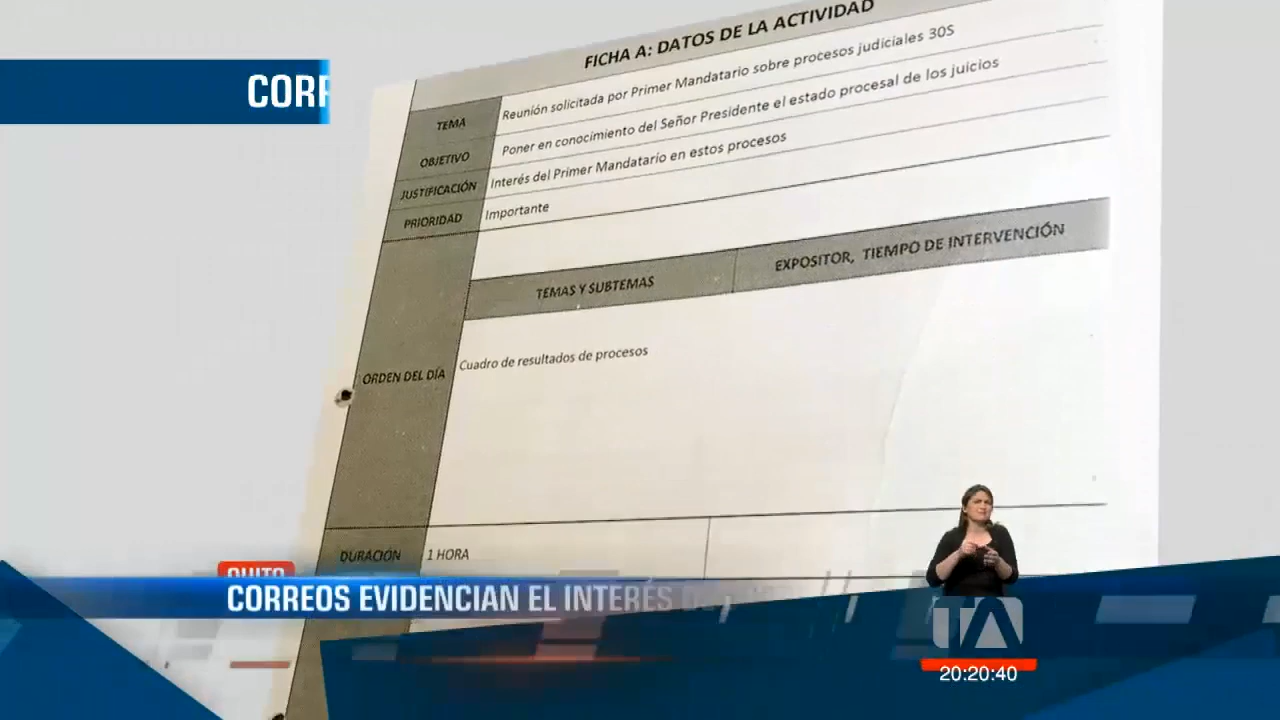 CORR
FICHA A: DATOS DE LA ACTIVIDAD
TEMA
Reunión solicitada por Primer Mandatario sobre procesos judiciales 30S
OBJETIVO
Poner en conocimiento del Señor Presidente el estado procesal de los juicios
JUSTIFICACIÓN
Interés del Primer Mandatario en estos procesos
PRIORIDAD
Importante
TEMAS Y SUBTEMAS
EXPOSITOR, TIEMPO DE INTERVENCIÓN
ORDEN DEL DÍA
Cuadro de resultados de procesos
DURACIÓN
1 HORA
QUITO
CORREOS EVIDENCIAN EL INTERÉS
TA
20:20:40